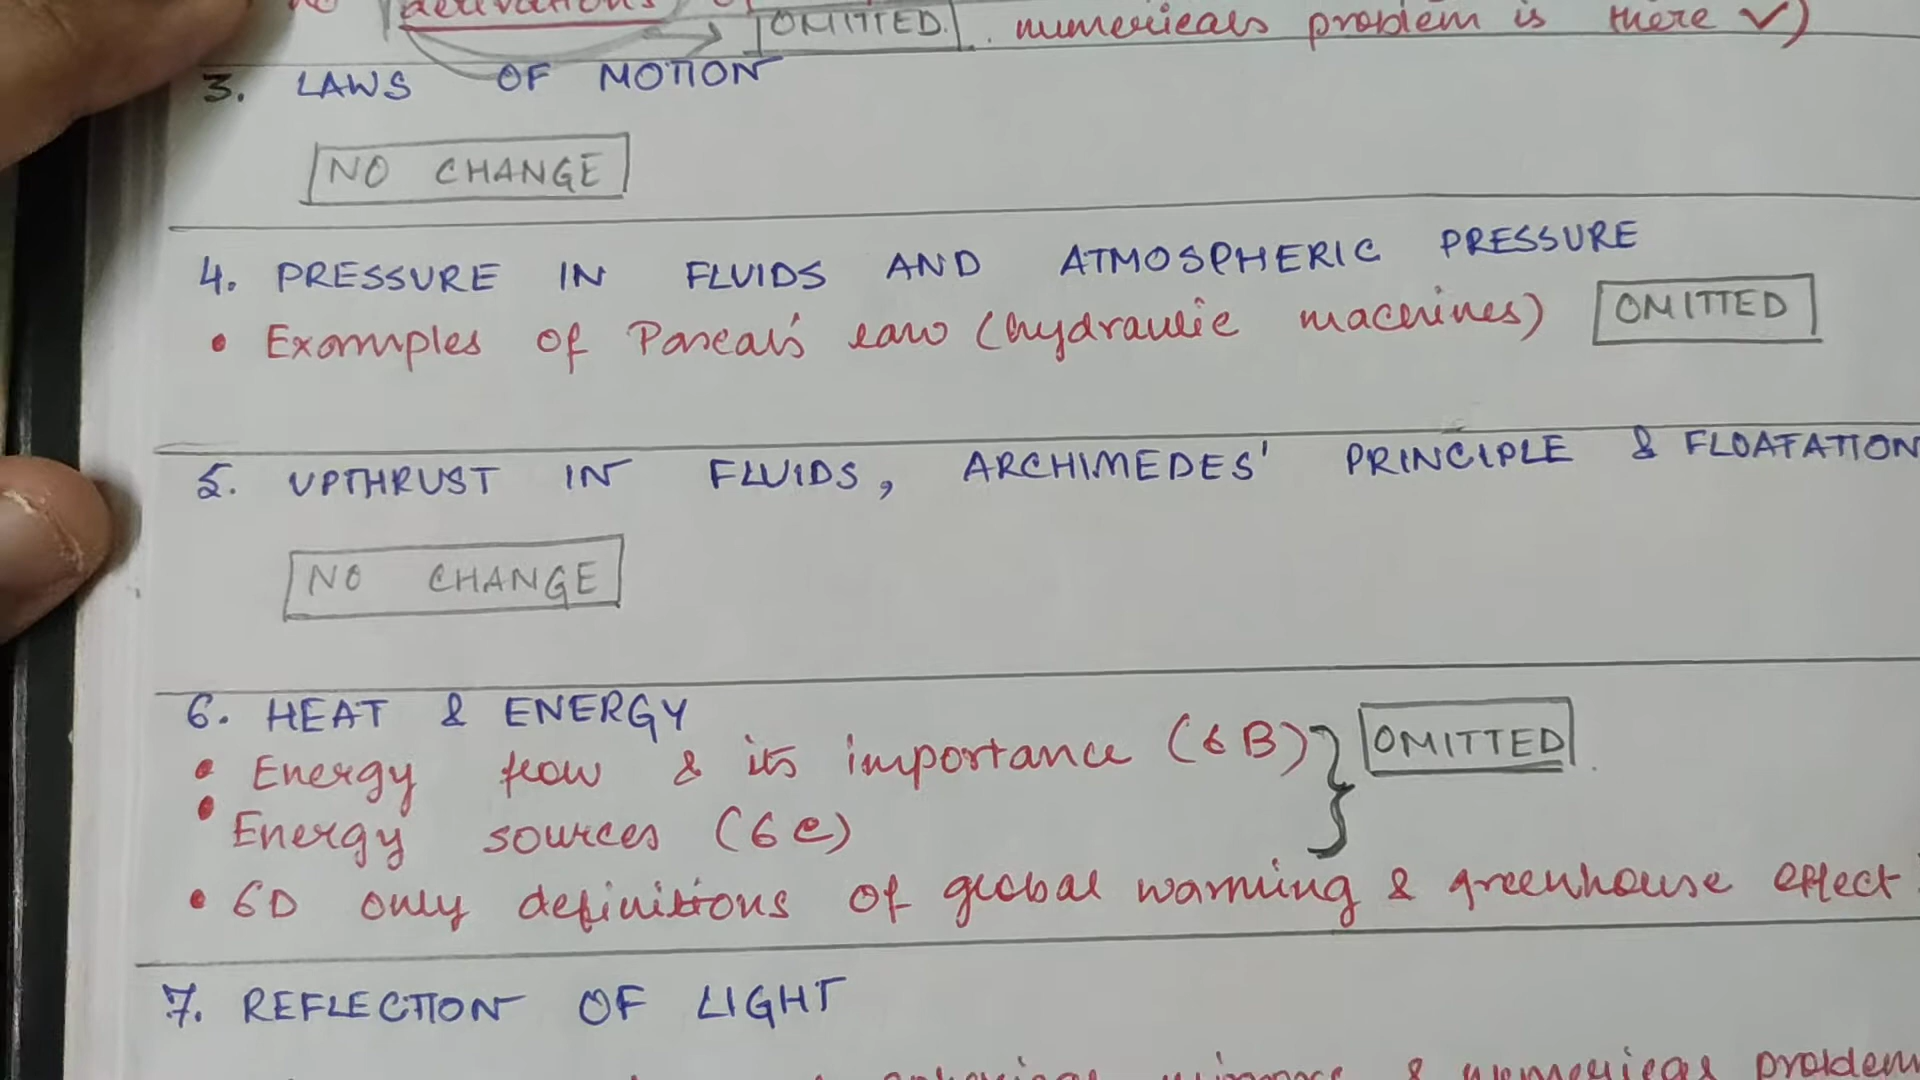 derivations OMITTED. numericals problem is there ✓)
3. LAWS OF MOTION
NO CHANGE
4. PRESSURE IN FLUIDS AND ATMOSPHERIC PRESSURE
• Examples of Pascal's law (hydraulic machines) OMITTED
5. UPTHRUST IN FLUIDS, ARCHIMEDES' PRINCIPLE & FLOATATION
NO CHANGE
6. HEAT & ENERGY
• Energy flow & its importance (6B) } OMITTED
• Energy sources (6C)
• 6D only definitions of global warming & greenhouse effect
7. REFLECTION OF LIGHT
& numericals problem